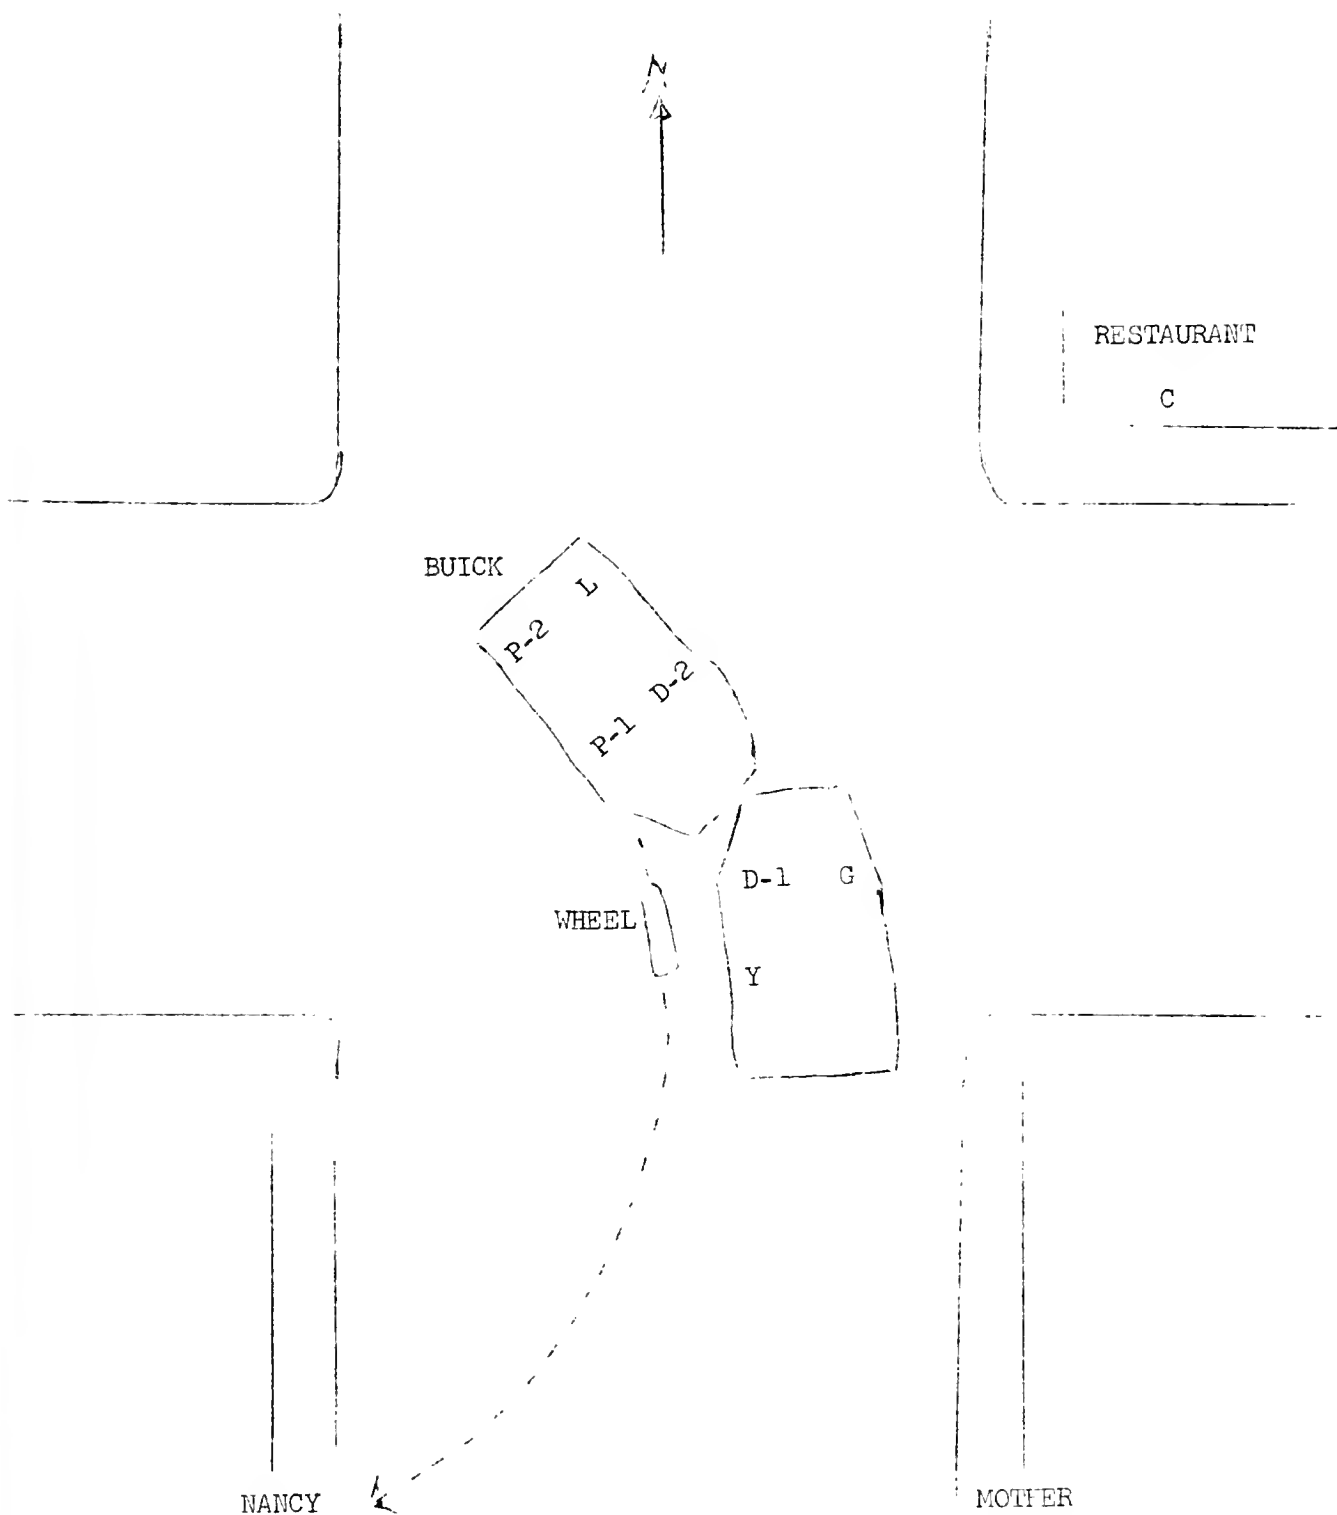 N
RESTAURANT
C
BUICK
L
P-2
D-2
P-1
D-1 G
WHEEL
Y
NANCY
MOTHER